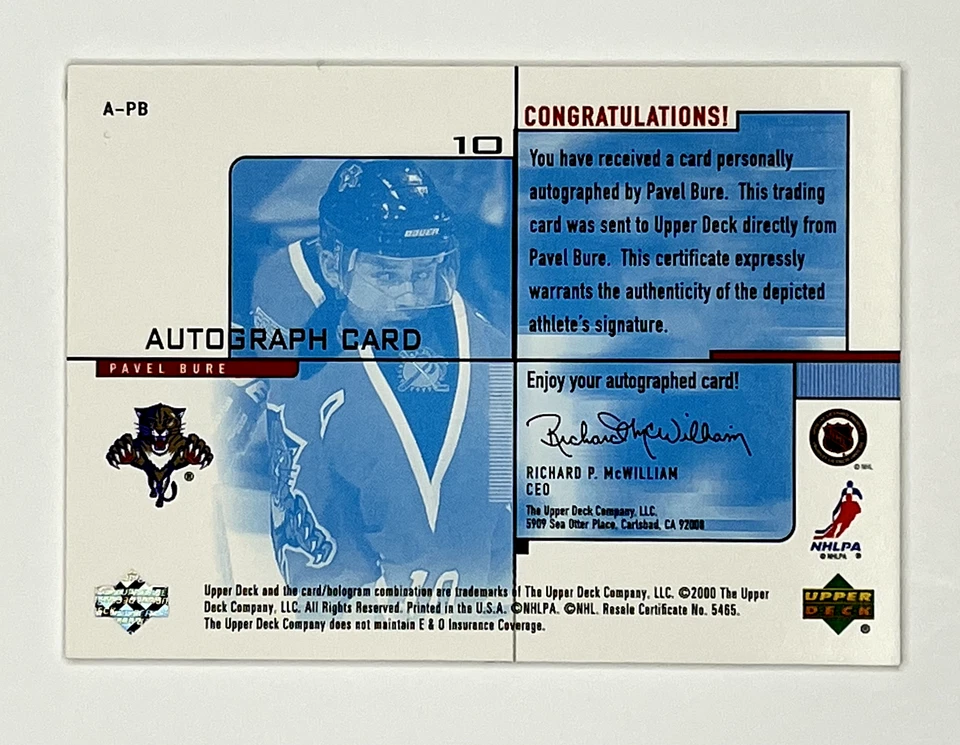 A-PB
10
AUTOGRAPH CARD
PAVEL BURE
CONGRATULATIONS!
You have received a card personally
autographed by Pavel Bure. This trading
card was sent to Upper Deck directly from
Pavel Bure. This certificate expressly
warrants the authenticity of the depicted
athlete's signature.
Enjoy your autographed card!
Richard McWilliam
RICHARD P. McWILLIAM
CEO
The Upper Deck Company, LLC.
5909 Sea Otter Place, Carlsbad, CA 92008
BAUER
10
®
NHL
© NHL
NHLPA
© NHLPA ®
Upper Deck and the card/hologram combination are trademarks of The Upper Deck Company, LLC. ©2000 The Upper
Deck Company, LLC. All Rights Reserved. Printed in the U.S.A. ©NHLPA. ©NHL. Resale Certificate No. 5465.
The Upper Deck Company does not maintain E & O Insurance Coverage.
UPPER
DECK
®